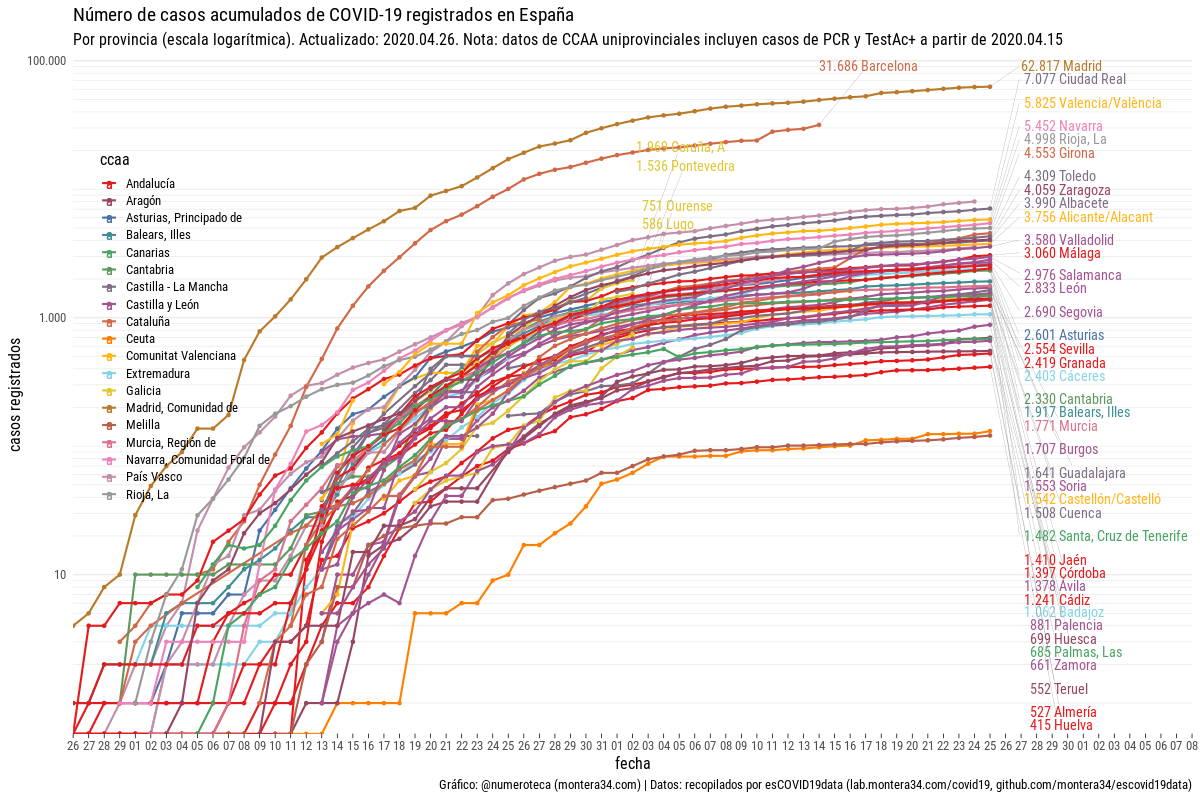 Número de casos acumulados de COVID-19 registrados en España
Por provincia (escala logarítmica). Actualizado: 2020.04.26. Nota: datos de CCAA uniprovinciales incluyen casos de PCR y TestAc+ a partir de 2020.04.15
100.000
1.000
10
casos registrados
ccaa
Andalucía
Aragón
Asturias, Principado de
Balears, Illes
Canarias
Cantabria
Castilla - La Mancha
Castilla y León
Cataluña
Ceuta
Comunitat Valenciana
Extremadura
Galicia
Madrid, Comunidad de
Melilla
Murcia, Región de
Navarra, Comunidad Foral de
País Vasco
Rioja, La
31.686 Barcelona
1.969 Coruña, A
1.536 Pontevedra
751 Ourense
586 Lugo
62.817 Madrid
7.077 Ciudad Real
5.825 Valencia/València
5.452 Navarra
4.998 Rioja, La
4.553 Girona
4.309 Toledo
4.059 Zaragoza
3.990 Albacete
3.756 Alicante/Alacant
3.580 Valladolid
3.060 Málaga
2.976 Salamanca
2.833 León
2.690 Segovia
2.601 Asturias
2.554 Sevilla
2.419 Granada
2.403 Cáceres
2.330 Cantabria
1.917 Balears, Illes
1.771 Murcia
1.707 Burgos
1.641 Guadalajara
1.553 Soria
1.542 Castellón/Castelló
1.508 Cuenca
1.482 Santa, Cruz de Tenerife
1.410 Jaén
1.397 Córdoba
1.378 Ávila
1.241 Cádiz
1.062 Badajoz
881 Palencia
699 Huesca
685 Palmas, Las
661 Zamora
552 Teruel
527 Almería
415 Huelva
26 27 28 29 01 02 03 04 05 06 07 08 09 10 11 12 13 14 15 16 17 18 19 20 21 22 23 24 25 26 27 28 29 30 31 01 02 03 04 05 06 07 08 09 10 11 12 13 14 15 16 17 18 19 20 21 22 23 24 25 26 27 28 29 30 01 02 03 04 05 06 07 08
fecha
Gráfico: @numeroteca (montera34.com) | Datos: recopilados por esCOVID19data (lab.montera34.com/covid19, github.com/montera34/escovid19data)